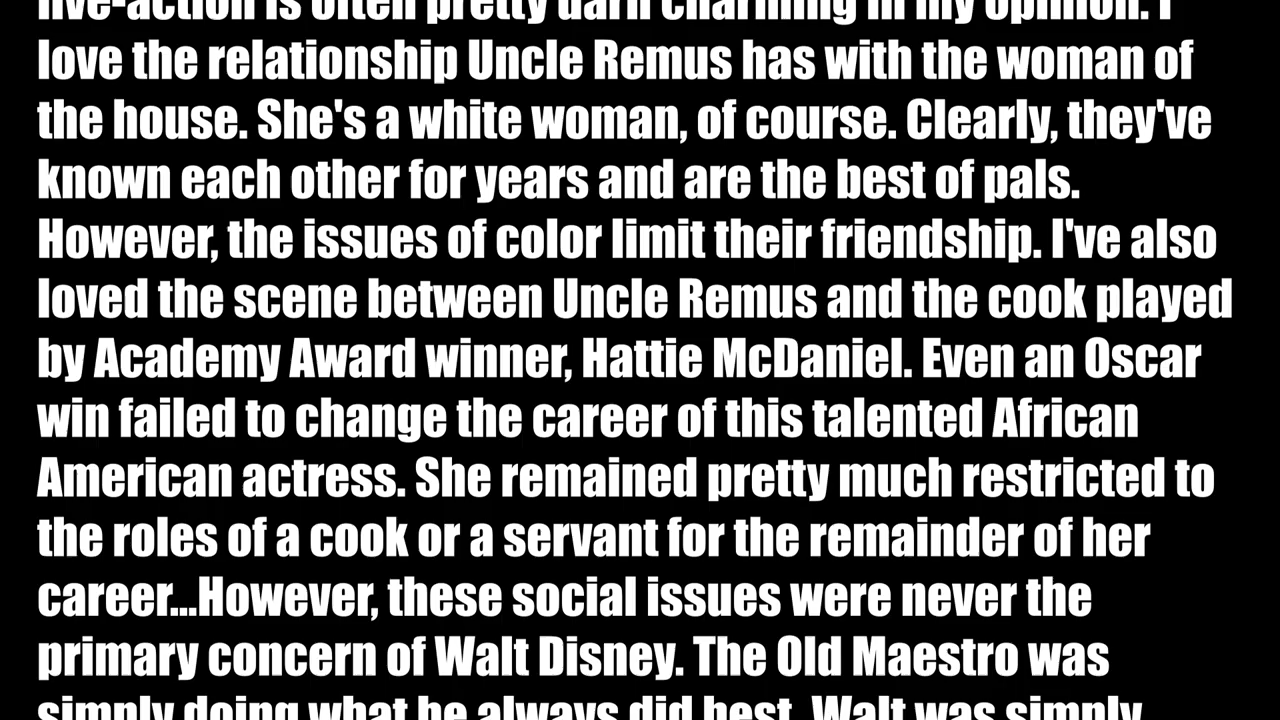 live-action is often pretty darn charming in my opinion. I
love the relationship Uncle Remus has with the woman of
the house. She's a white woman, of course. Clearly, they've
known each other for years and are the best of pals.
However, the issues of color limit their friendship. I've also
loved the scene between Uncle Remus and the cook played
by Academy Award winner, Hattie McDaniel. Even an Oscar
win failed to change the career of this talented African
American actress. She remained pretty much restricted to
the roles of a cook or a servant for the remainder of her
career...However, these social issues were never the
primary concern of Walt Disney. The Old Maestro was
simply doing what he always did best. Walt was simply